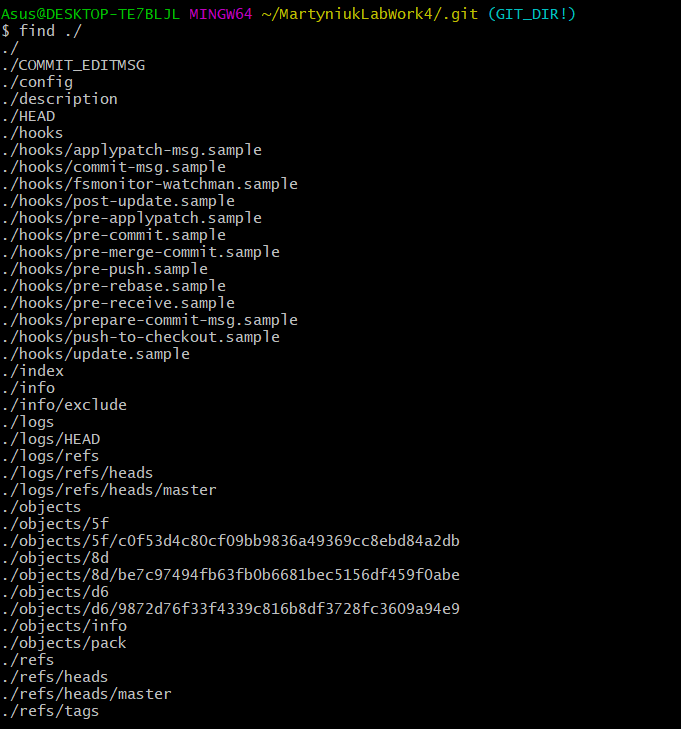 Asus@DESKTOP-TE7BLJL MINGW64 ~/MartyniukLabWork4/.git (GIT_DIR!)
$ find ./
./
./COMMIT_EDITMSG
./config
./description
./HEAD
./hooks
./hooks/applypatch-msg.sample
./hooks/commit-msg.sample
./hooks/fsmonitor-watchman.sample
./hooks/post-update.sample
./hooks/pre-applypatch.sample
./hooks/pre-commit.sample
./hooks/pre-merge-commit.sample
./hooks/pre-push.sample
./hooks/pre-rebase.sample
./hooks/pre-receive.sample
./hooks/prepare-commit-msg.sample
./hooks/push-to-checkout.sample
./hooks/update.sample
./index
./info
./info/exclude
./logs
./logs/HEAD
./logs/refs
./logs/refs/heads
./logs/refs/heads/master
./objects
./objects/5f
./objects/5f/c0f53d4c80cf09bb9836a49369cc8ebd84a2db
./objects/8d
./objects/8d/be7c97494fb63fb0b6681bec5156df459f0abe
./objects/d6
./objects/d6/9872d76f33f4339c816b8df3728fc3609a94e9
./objects/info
./objects/pack
./refs
./refs/heads
./refs/heads/master
./refs/tags